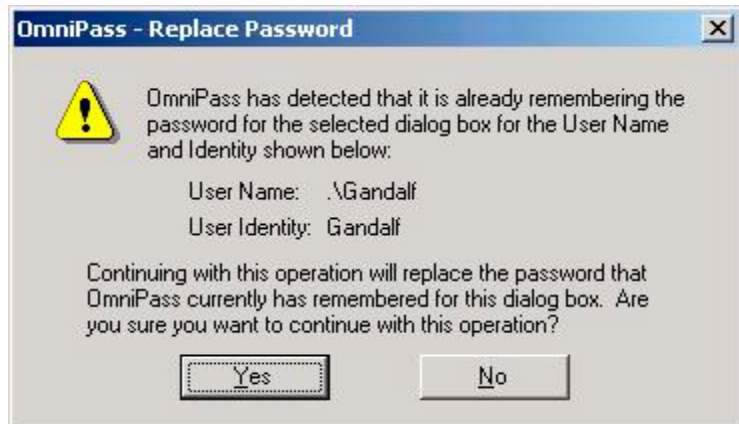 OmniPass - Replace Password
OmniPass has detected that it is already remembering the
password for the selected dialog box for the User Name
and Identity shown below:
User Name: .\Gandalf
User Identity: Gandalf
Continuing with this operation will replace the password that
OmniPass currently has remembered for this dialog box. Are
you sure you want to continue with this operation?
Yes No